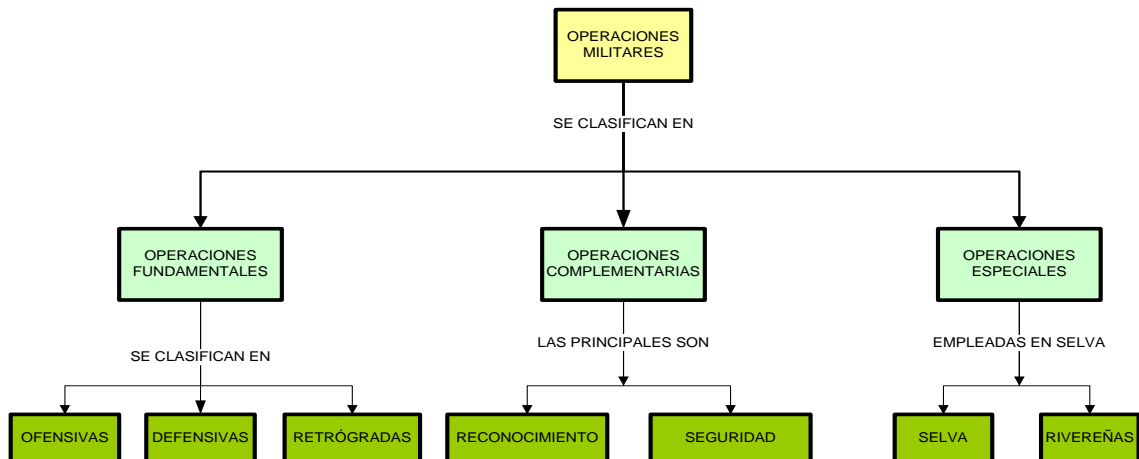 OPERACIONES
MILITARES
SE CLASIFICAN EN
OPERACIONES
FUNDAMENTALES
OPERACIONES
COMPLEMENTARIAS
OPERACIONES
ESPECIALES
SE CLASIFICAN EN
LAS PRINCIPALES SON
EMPLEADAS EN SELVA
OFENSIVAS
DEFENSIVAS
RETRÓGRADAS
RECONOCIMIENTO
SEGURIDAD
SELVA
RIVEREÑAS